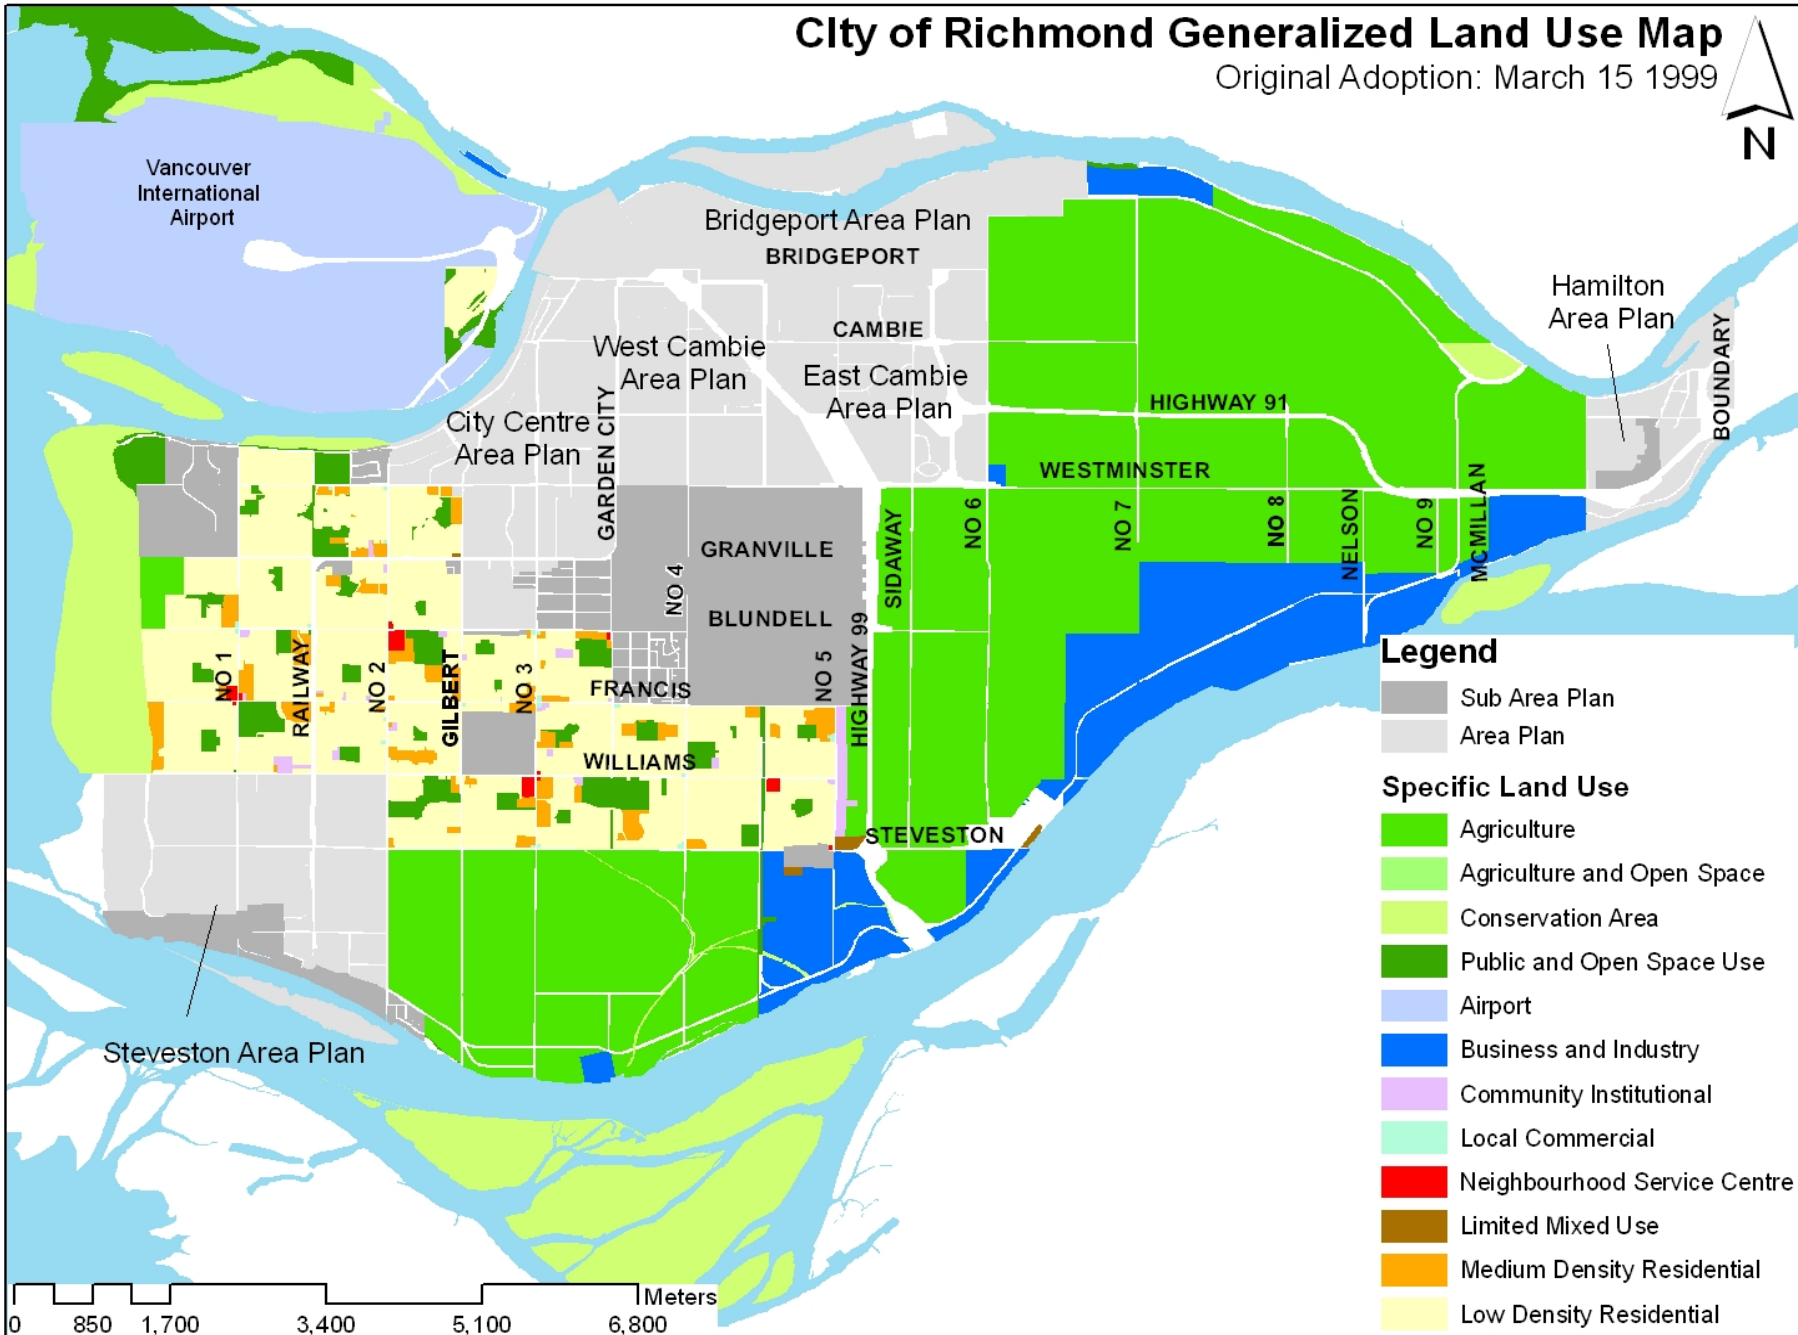 CIty of Richmond Generalized Land Use Map
Original Adoption: March 15 1999
N
Vancouver
International
Airport
Bridgeport Area Plan
BRIDGEPORT
Hamilton
Area Plan
BOUNDARY
CAMBIE
West Cambie
Area Plan
East Cambie
Area Plan
HIGHWAY 91
City Centre
Area Plan
GARDEN CITY
WESTMINSTER
SIDAWAY
NO 6
NO 7
NO 8
NELSON
NO 9
MCMILLAN
GRANVILLE
NO 4
BLUNDELL
NO 1
RAILWAY
NO 2
GILBERT
NO 3
FRANCIS
NO 5
HIGHWAY 99
WILLIAMS
STEVESTON
Steveston Area Plan
Legend
Sub Area Plan
Area Plan
Specific Land Use
Agriculture
Agriculture and Open Space
Conservation Area
Public and Open Space Use
Airport
Business and Industry
Community Institutional
Local Commercial
Neighbourhood Service Centre
Limited Mixed Use
Medium Density Residential
Low Density Residential
Meters
0 850 1,700 3,400 5,100 6,800